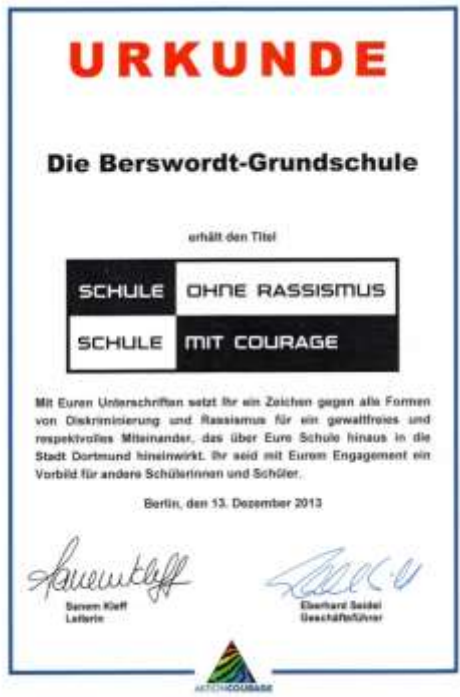 URKUNDE
Die Berswordt-Grundschule
erhält den Titel
SCHULE OHNE RASSISMUS
SCHULE MIT COURAGE
Mit Euren Unterschriften setzt Ihr ein Zeichen gegen alle Formen
von Diskriminierung und Rassismus für ein gewaltfreies und
respektvolles Miteinander, das über Eure Schule hinaus in die
Stadt Dortmund hineinwirkt. Ihr seid mit Eurem Engagement ein
Vorbild für andere Schülerinnen und Schüler.
Berlin, den 13. Dezember 2013
Sanem Kleff
Sanem Kleff
Leiterin
Eberhard Seidel
Geschäftsführer
AKTIONCOURAGE